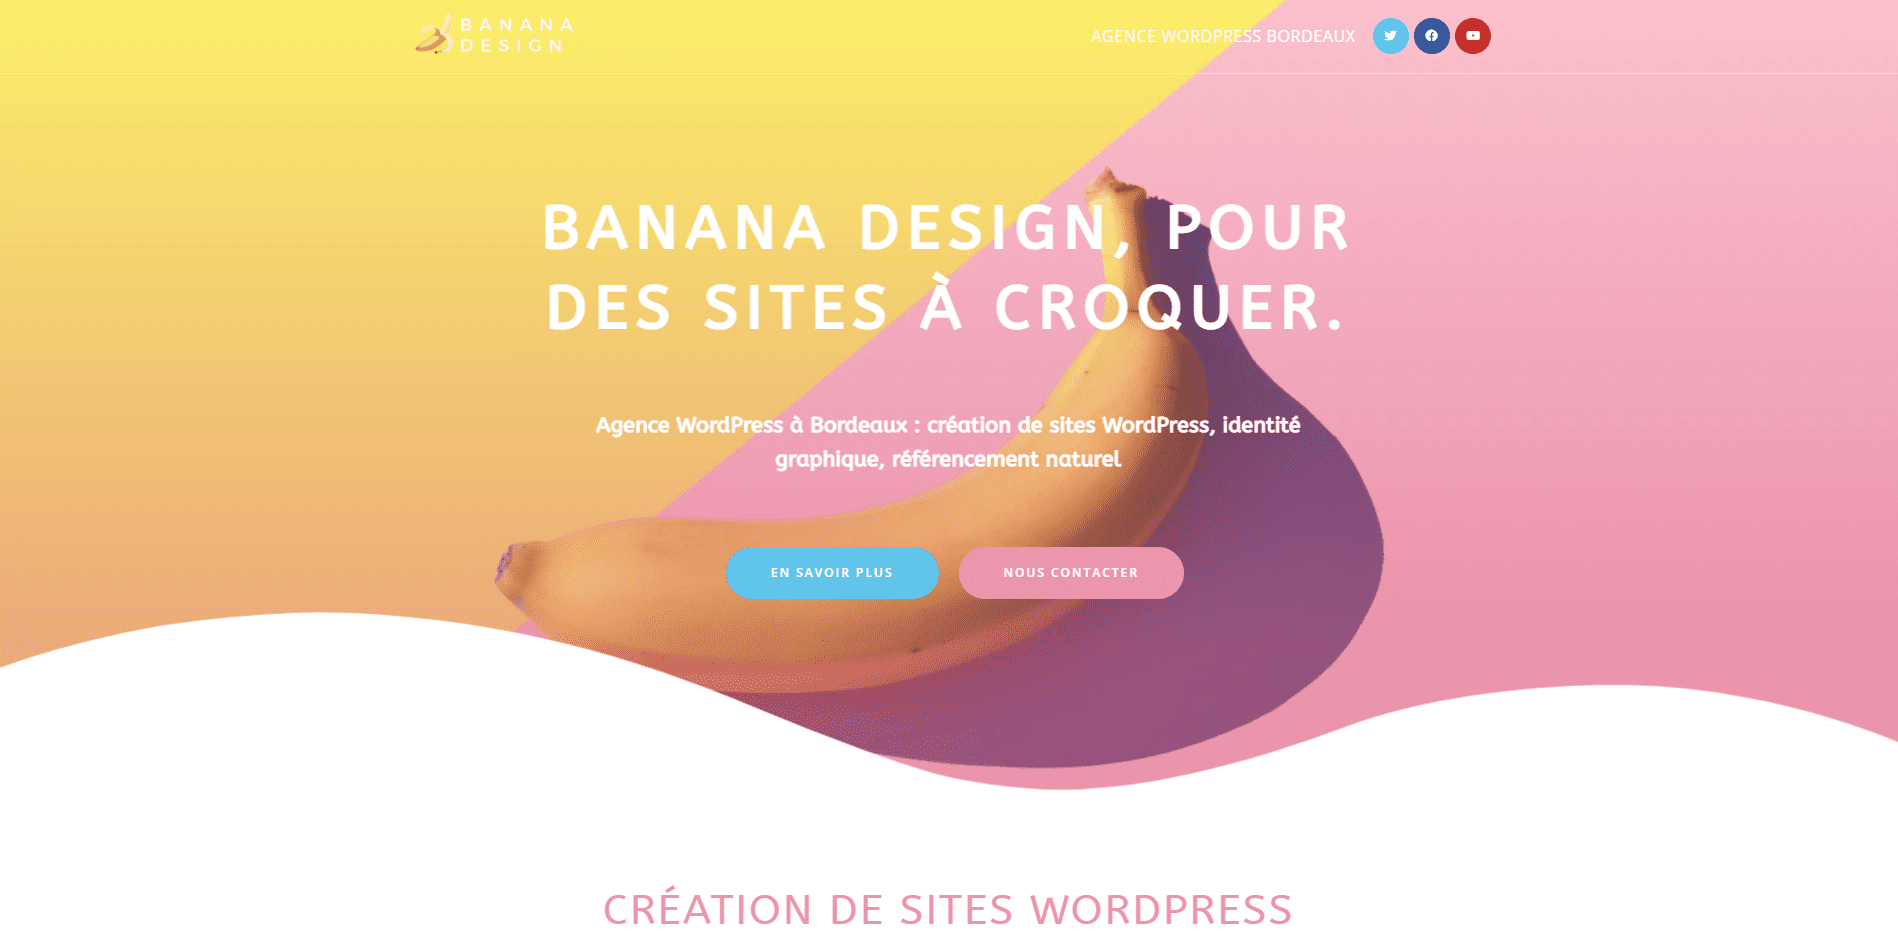 BANANA
DESIGN
AGENCE WORDPRESS BORDEAUX
BANANA DESIGN, POUR
DES SITES À CROQUER.
Agence WordPress à Bordeaux : création de sites WordPress, identité
graphique, référencement naturel
EN SAVOIR PLUS
NOUS CONTACTER
CRÉATION DE SITES WORDPRESS